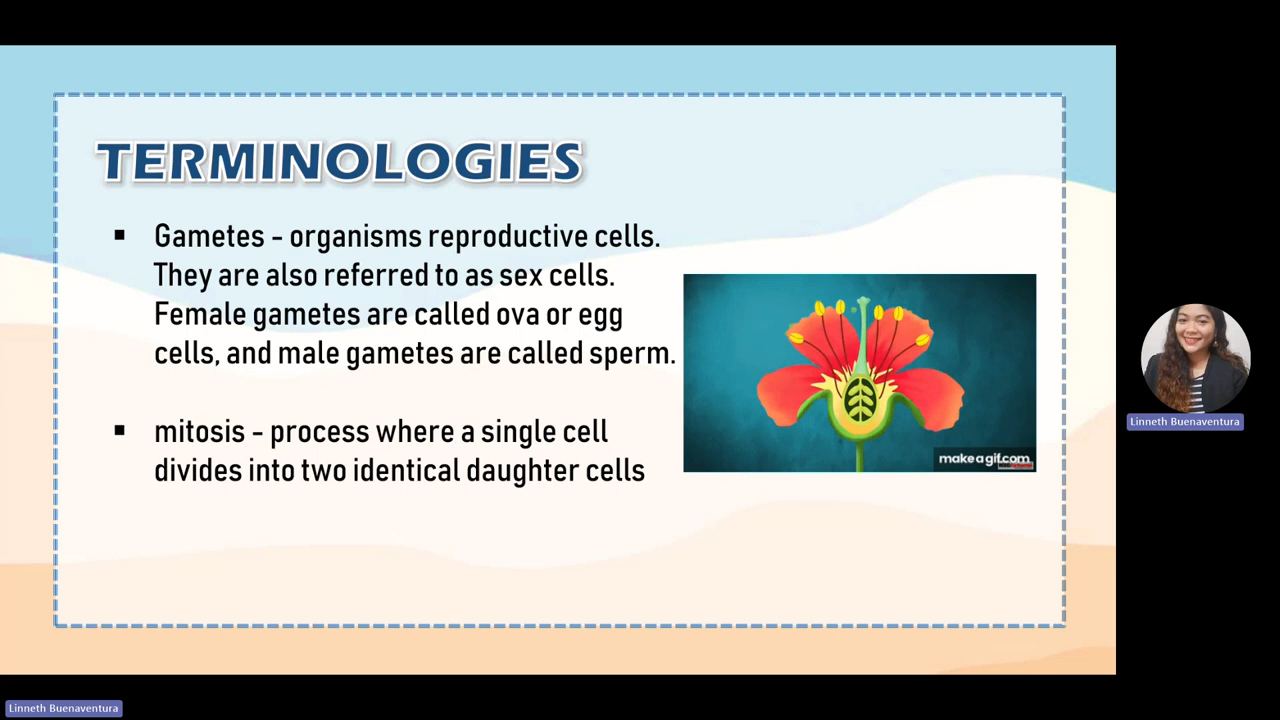 TERMINOLOGIES
▪ Gametes - organisms reproductive cells.
They are also referred to as sex cells.
Female gametes are called ova or egg
cells, and male gametes are called sperm.
▪ mitosis - process where a single cell
divides into two identical daughter cells
makeagif.com
Linneth Buenaventura
Linneth Buenaventura